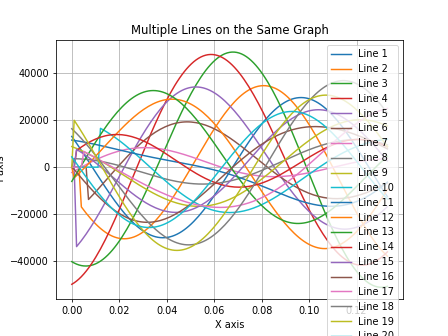 Multiple Lines on the Same Graph
40000
20000
0
−20000
−40000
0.00
0.02
0.04
0.06
0.08
0.10
X axis
Line 1
Line 2
Line 3
Line 4
Line 5
Line 6
Line 7
Line 8
Line 9
Line 10
Line 11
Line 12
Line 13
Line 14
Line 15
Line 16
Line 17
Line 18
Line 19
Line 20